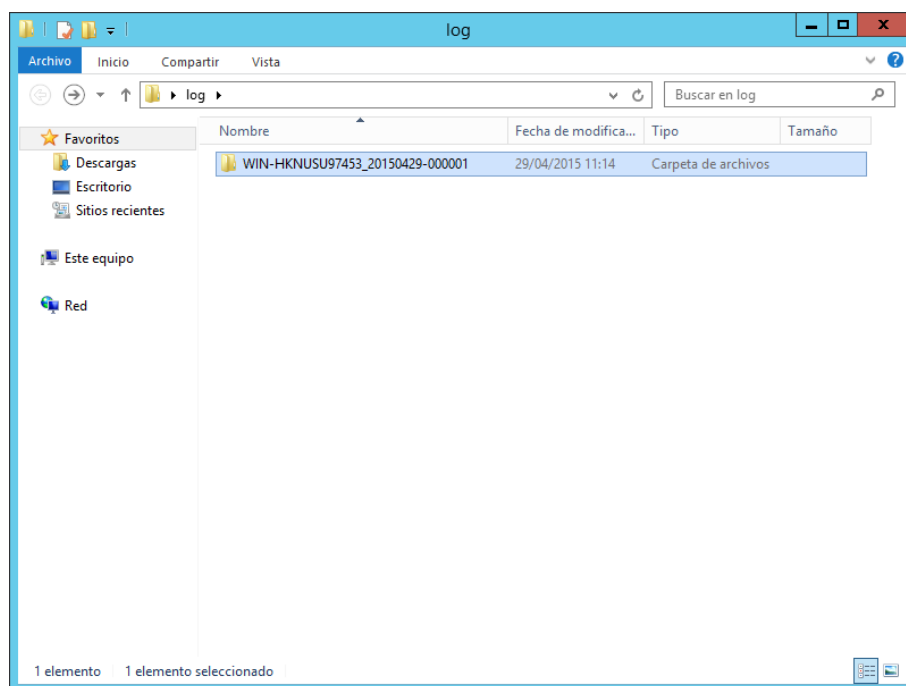 log
Archivo Inicio Compartir Vista
log
Buscar en log
Nombre Fecha de modifica... Tipo Tamaño
WIN-HKNUSU97453_20150429-000001 29/04/2015 11:14 Carpeta de archivos
Favoritos
Descargas
Escritorio
Sitios recientes
Este equipo
Red
1 elemento 1 elemento seleccionado